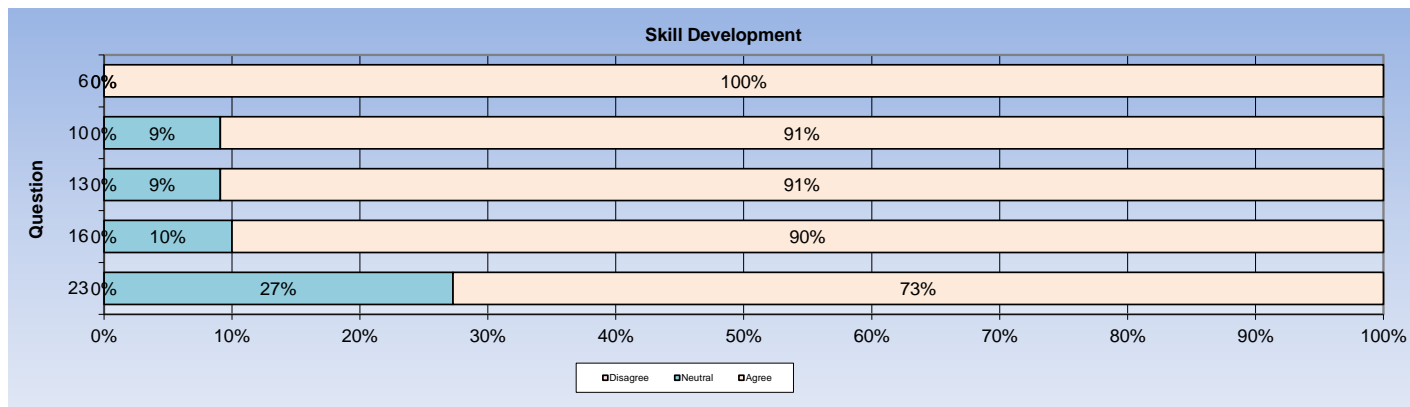 Skill Development
Question
6 0% 0% 100%
10 0% 9% 91%
13 0% 9% 91%
16 0% 10% 90%
23 0% 27% 73%
0% 10% 20% 30% 40% 50% 60% 70% 80% 90% 100%
Disagree Neutral Agree